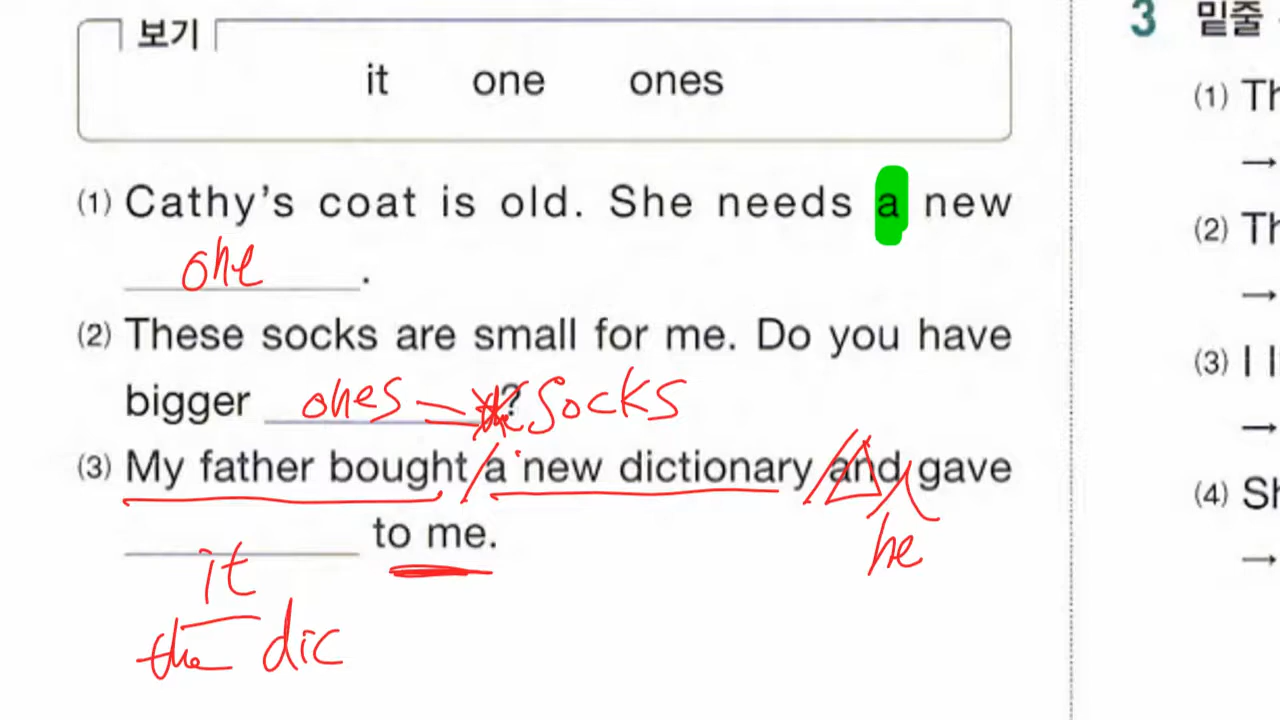 보기
it one ones
(1) Cathy's coat is old. She needs a new
one .
(2) These socks are small for me. Do you have
bigger ones = ? socks
(3) My father bought / a new dictionary / and gave
he
to me.
it
the dic
3 밑줄
(1) Th
→
(2) Th
→
(3) I l
→
(4) Sh
→